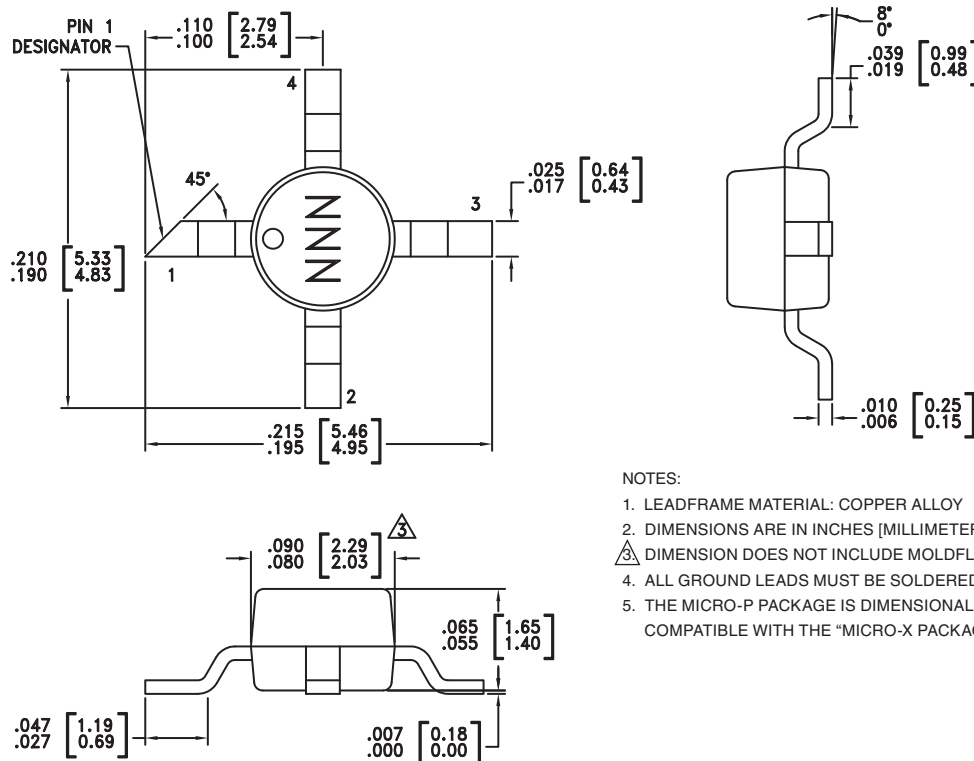 PIN 1
DESIGNATOR
.110 [2.79]
.100 [2.54]
4
45°
NNN
3
1
2
.025 [0.64]
.017 [0.43]
.210 [5.33]
.190 [4.83]
.215 [5.46]
.195 [4.95]
8°
0°
.039 [0.99]
.019 [0.48]
.010 [0.25]
.006 [0.15]
.090 [2.29]
.080 [2.03]
3
.065 [1.65]
.055 [1.40]
.047 [1.19]
.027 [0.69]
.007 [0.18]
.000 [0.00]
NOTES:
1. LEADFRAME MATERIAL: COPPER ALLOY
2. DIMENSIONS ARE IN INCHES [MILLIMETER
3. DIMENSION DOES NOT INCLUDE MOLDFL
4. ALL GROUND LEADS MUST BE SOLDERED
5. THE MICRO-P PACKAGE IS DIMENSIONAL
COMPATIBLE WITH THE “MICRO-X PACKAG